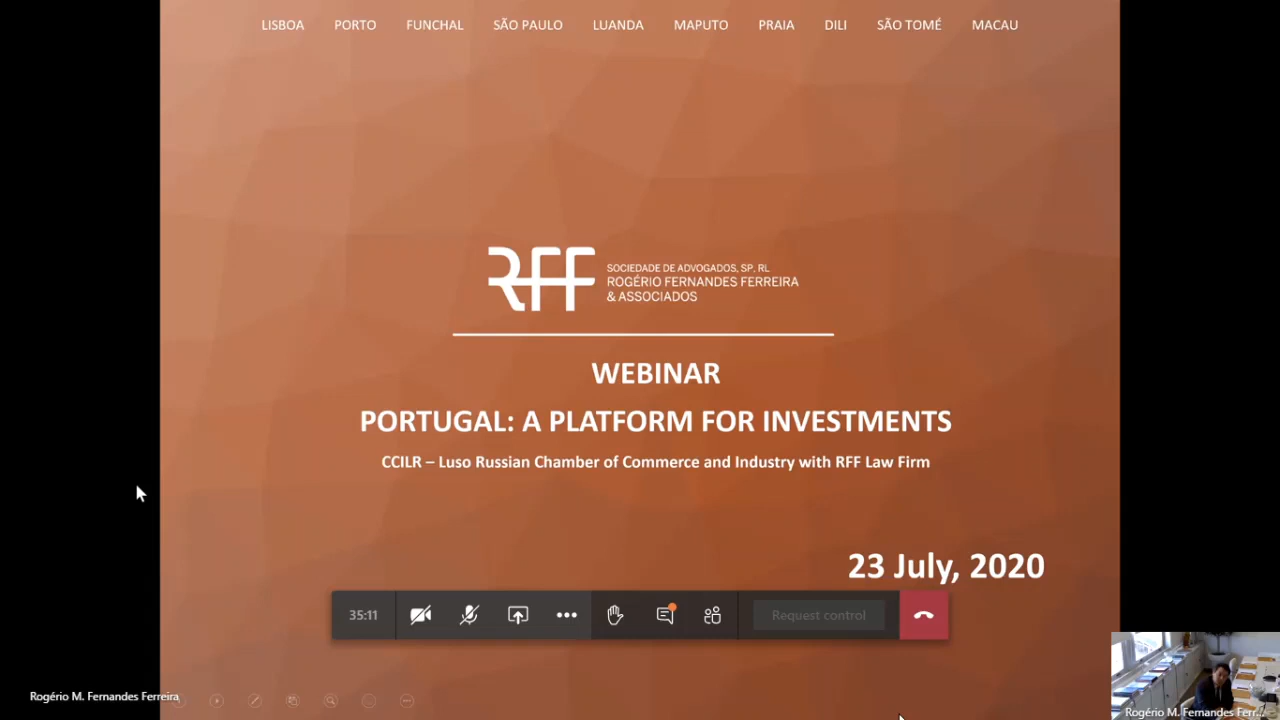 LISBOA PORTO FUNCHAL SÃO PAULO LUANDA MAPUTO PRAIA DILI SÃO TOMÉ MACAU
RFF
SOCIEDADE DE ADVOGADOS, SP, RL
ROGÉRIO FERNANDES FERREIRA
& ASSOCIADOS
WEBINAR
PORTUGAL: A PLATFORM FOR INVESTMENTS
CCILR – Luso Russian Chamber of Commerce and Industry with RFF Law Firm
23 July, 2020
35:11
Request control
Rogério M. Fernandes Ferreira
Rogério M. Fernandes Ferr...